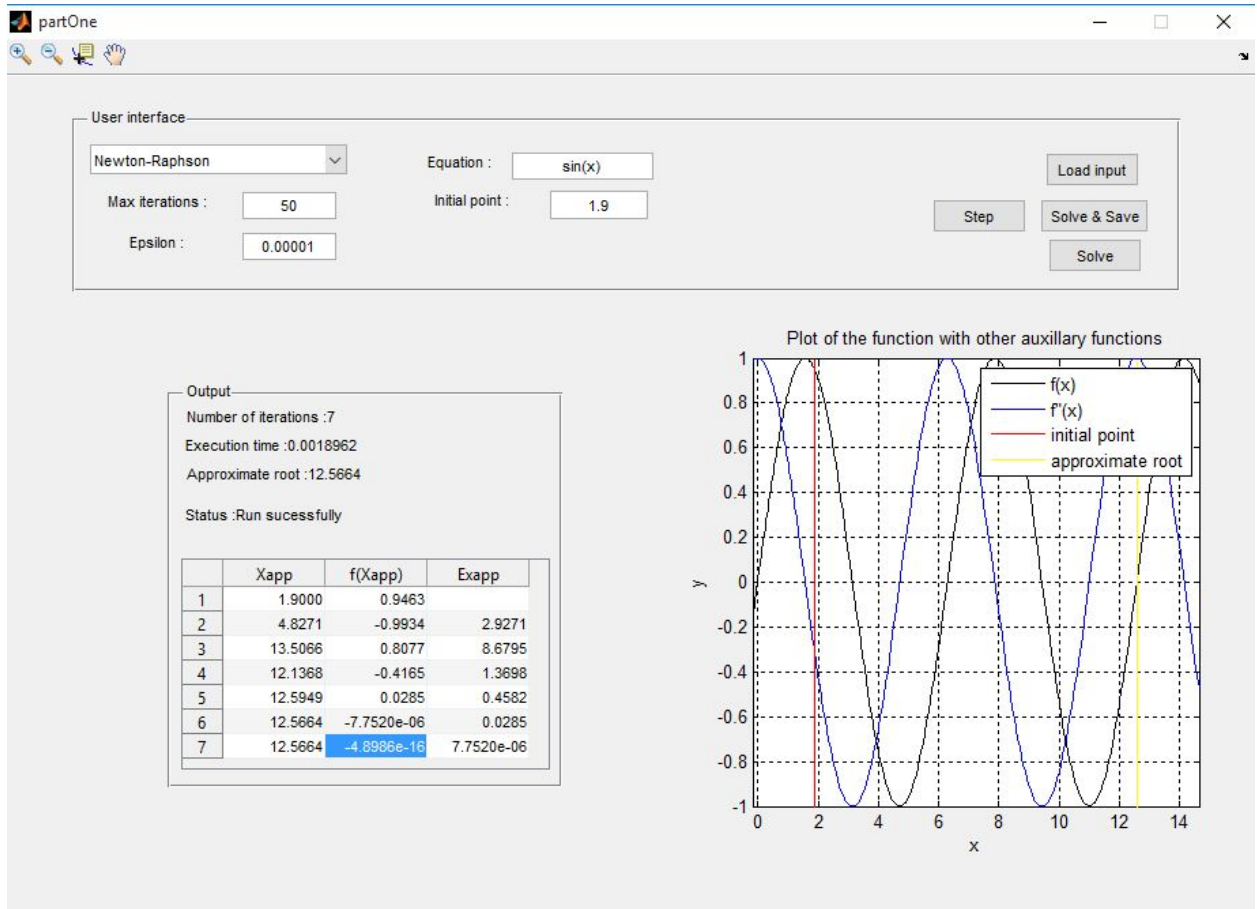 partOne
User interface
Newton-Raphson
Equation :
sin(x)
Load input
Max iterations :
50
Initial point :
1.9
Step
Solve & Save
Epsilon :
0.00001
Solve
Output
Number of iterations :7
Execution time :0.0018962
Approximate root :12.5664
Status :Run sucessfully
Xapp f(Xapp) Exapp
1 1.9000 0.9463
2 4.8271 -0.9934 2.9271
3 13.5066 0.8077 8.6795
4 12.1368 -0.4165 1.3698
5 12.5949 0.0285 0.4582
6 12.5664 -7.7520e-06 0.0285
7 12.5664 -4.8986e-16 7.7520e-06
Plot of the function with other auxillary functions
f(x)
f"(x)
initial point
approximate root
1
0.8
0.6
0.4
0.2
0
-0.2
-0.4
-0.6
-0.8
-1
y
0 2 4 6 8 10 12 14
x